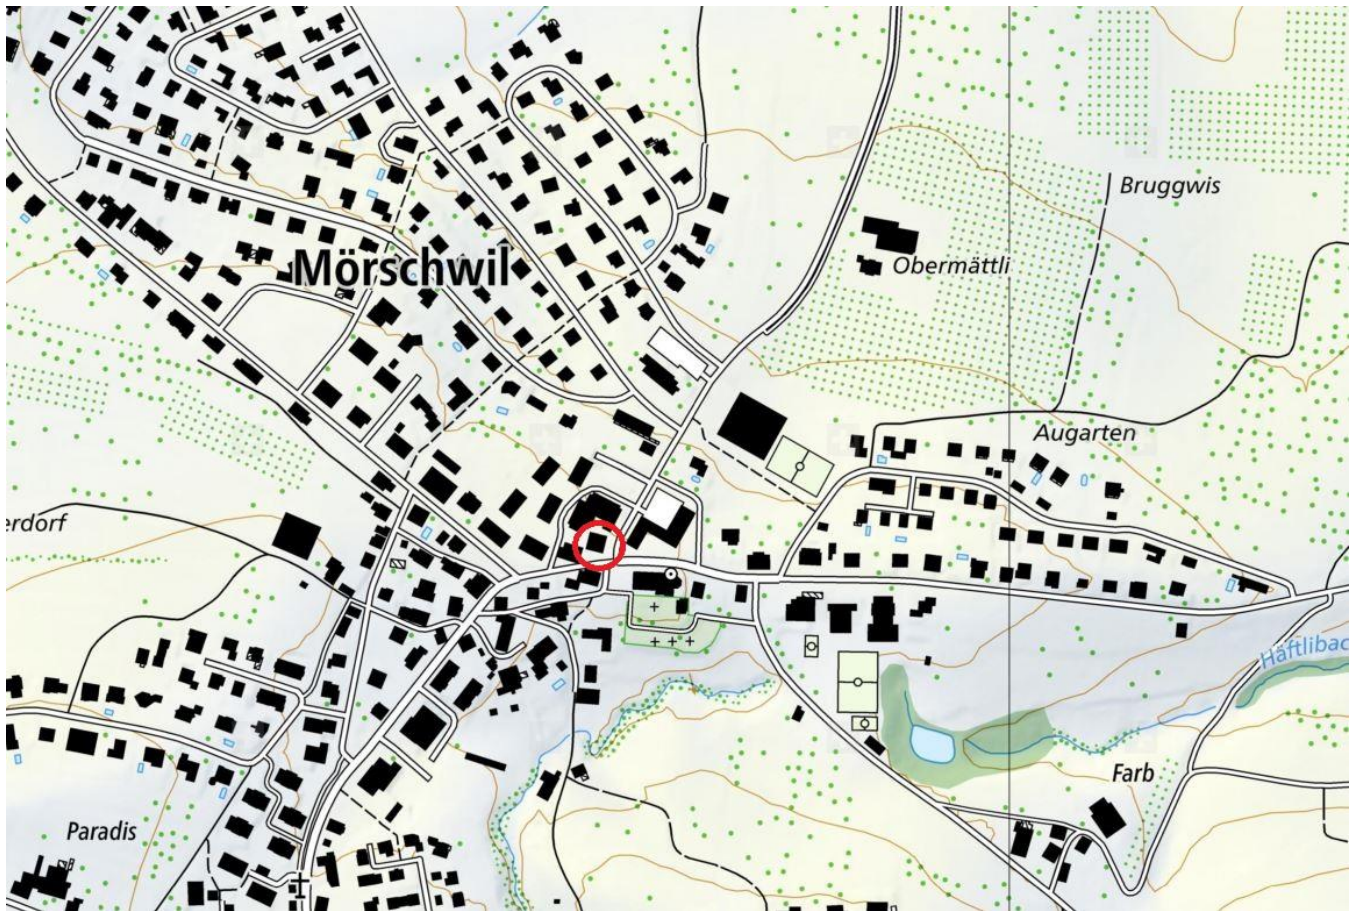 Bruggwis
Mörschwil
Obermättli
Augarten
erdorf
Häftlibac
Farb
Paradis